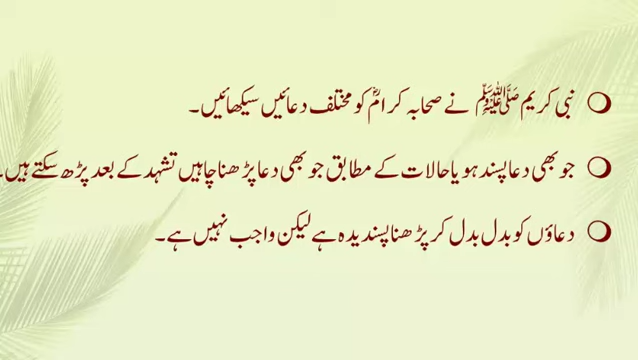 نبی کریم ﷺ نے صحابہ کرامؓ کو مختلف دعائیں سیکھائیں۔
جو بھی دعا پسند ہو یا حالات کے مطابق جو بھی دعا پڑھنا چاہیں تشہد کے بعد پڑھ سکتے ہیں۔
دعاؤں کو بدل بدل کر پڑھنا پسندیدہ ہے لیکن واجب نہیں ہے۔